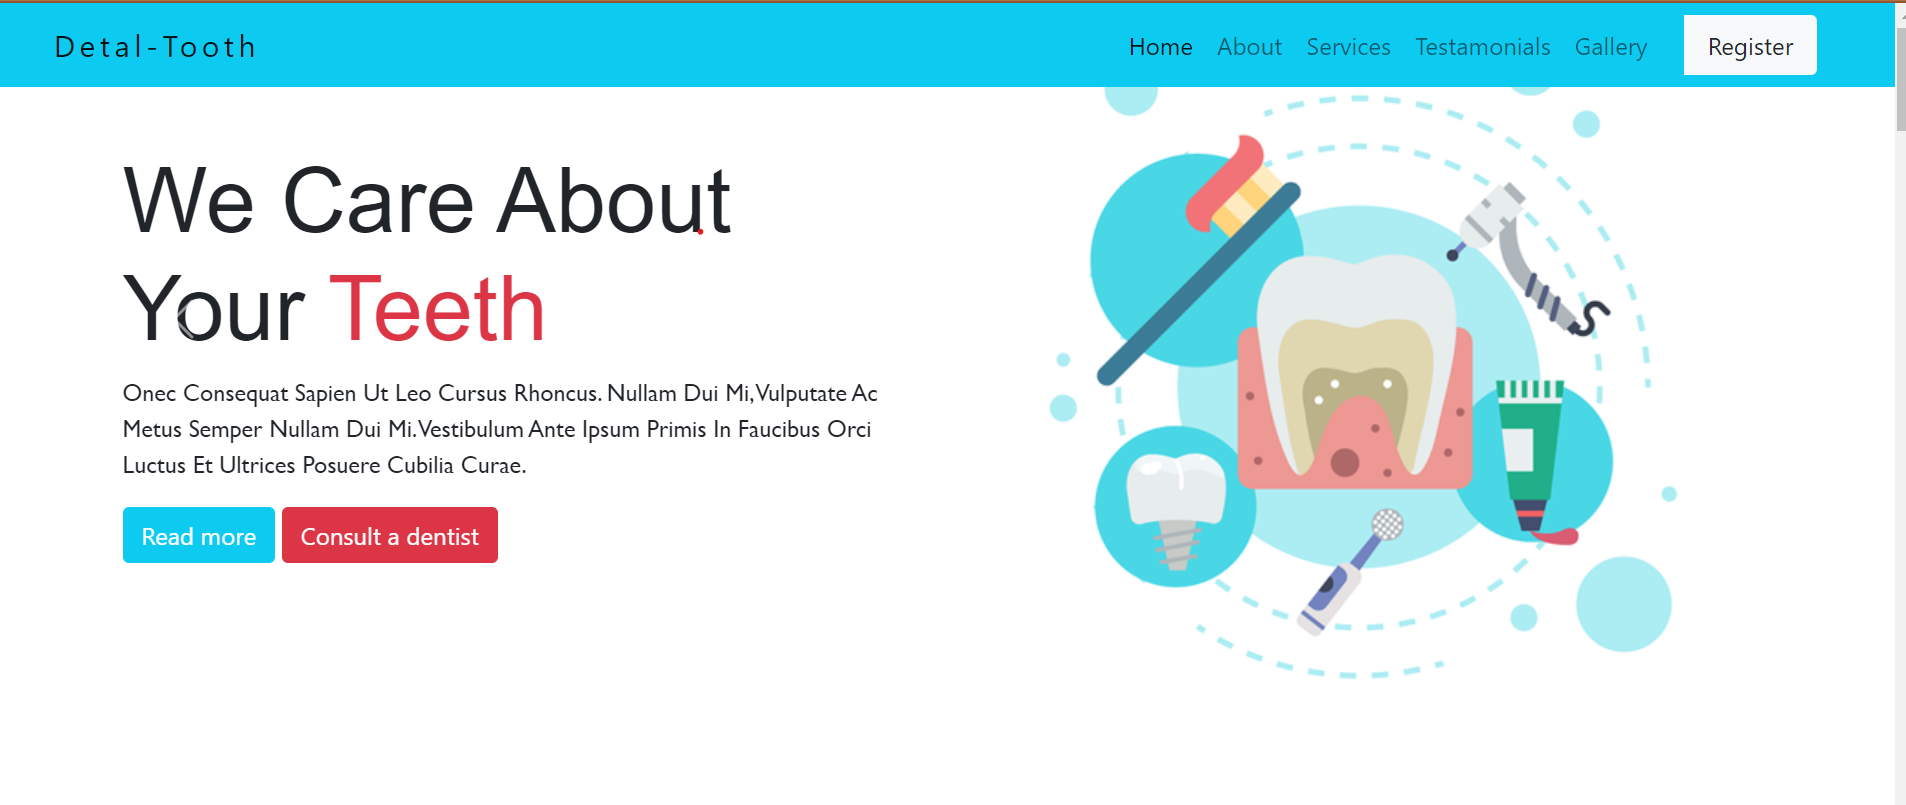 Detal-Tooth
Home About Services Testamonials Gallery Register
We Care About
Your Teeth
Onec Consequat Sapien Ut Leo Cursus Rhoncus. Nullam Dui Mi, Vulputate Ac
Metus Semper Nullam Dui Mi. Vestibulum Ante Ipsum Primis In Faucibus Orci
Luctus Et Ultrices Posuere Cubilia Curae.
Read more Consult a dentist